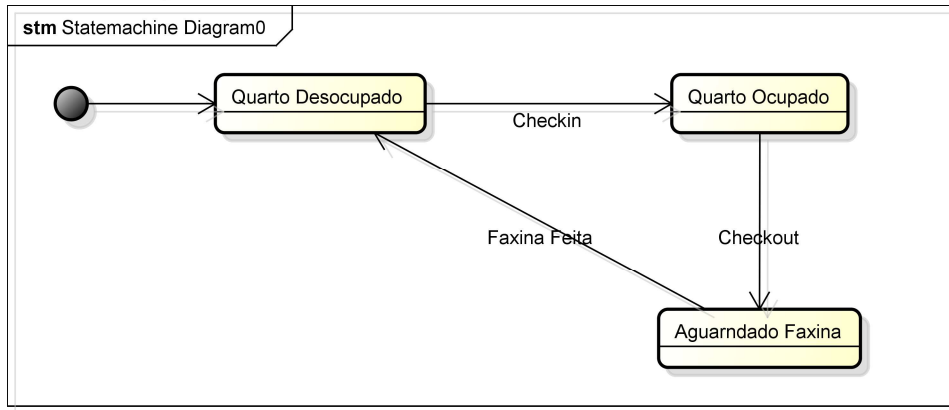 stm Statemachine Diagram0
Quarto Desocupado
Quarto Ocupado
Checkin
Faxina Feita
Checkout
Aguarndado Faxina